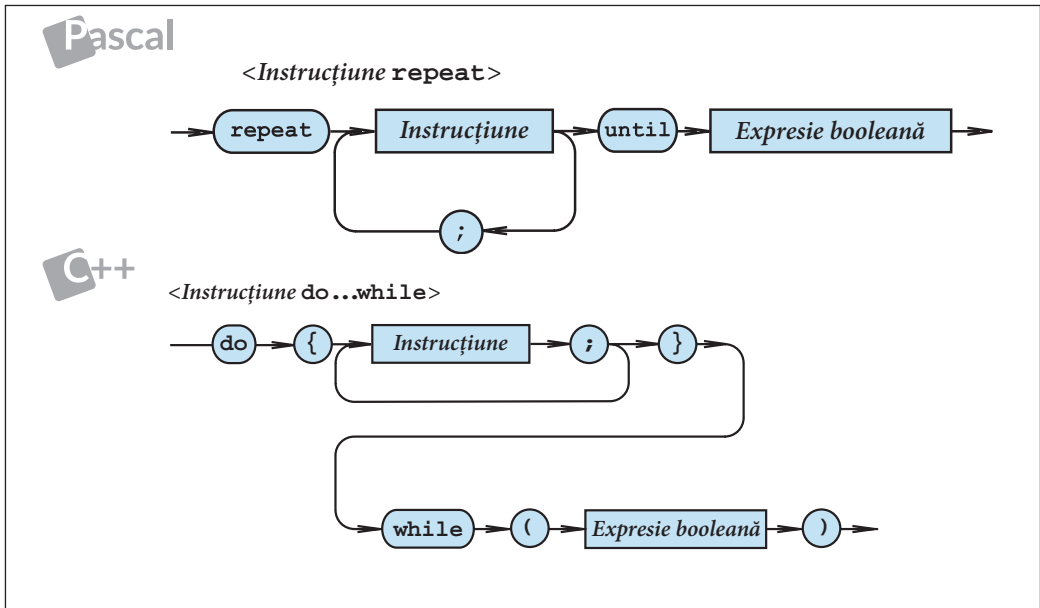 Pascal
<Instrucțiune repeat>
repeat Instrucțiune until Expresie booleană
;
C++
<Instrucțiune do...while>
do { Instrucțiune ; }
while ( Expresie booleană )